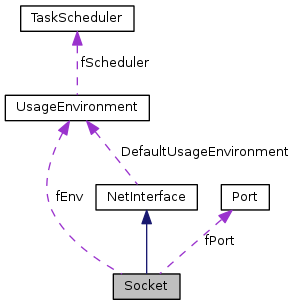 TaskScheduler
fScheduler
UsageEnvironment
DefaultUsageEnvironment
fEnv
NetInterface
Port
fPort
Socket